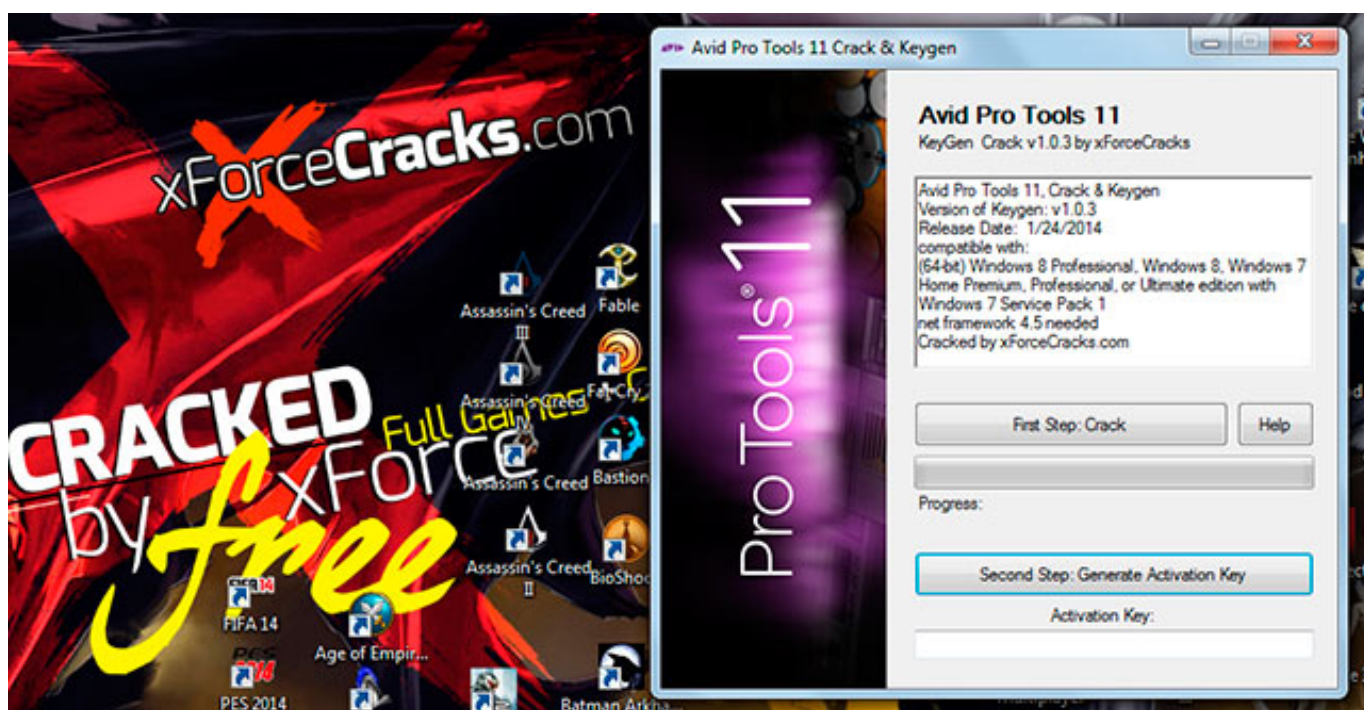 xForceCracks.com
CRACKED
by xForce
free
Full Games
Assassin's Creed
III
Fable
Assassin's Creed
IV
Far Cry
Assassin's Creed
Bastion
Assassin's Creed
II
FIFA 14
FIFA 14
Age of Empir...
PES
2014
PES 2014
Batman Arkha...
Avid Pro Tools 11 Crack & Keygen
Pro Tools® 11
Avid Pro Tools 11
KeyGen Crack v1.0.3 by xForceCracks
Avid Pro Tools 11, Crack & Keygen
Version of Keygen: v1.0.3
Release Date: 1/24/2014
compatible with:
(64-bit) Windows 8 Professional, Windows 8, Windows 7
Home Premium, Professional, or Ultimate edition with
Windows 7 Service Pack 1
net framework 4.5 needed
Cracked by xForceCracks.com
First Step: Crack
Help
Progress:
Second Step: Generate Activation Key
Activation Key: